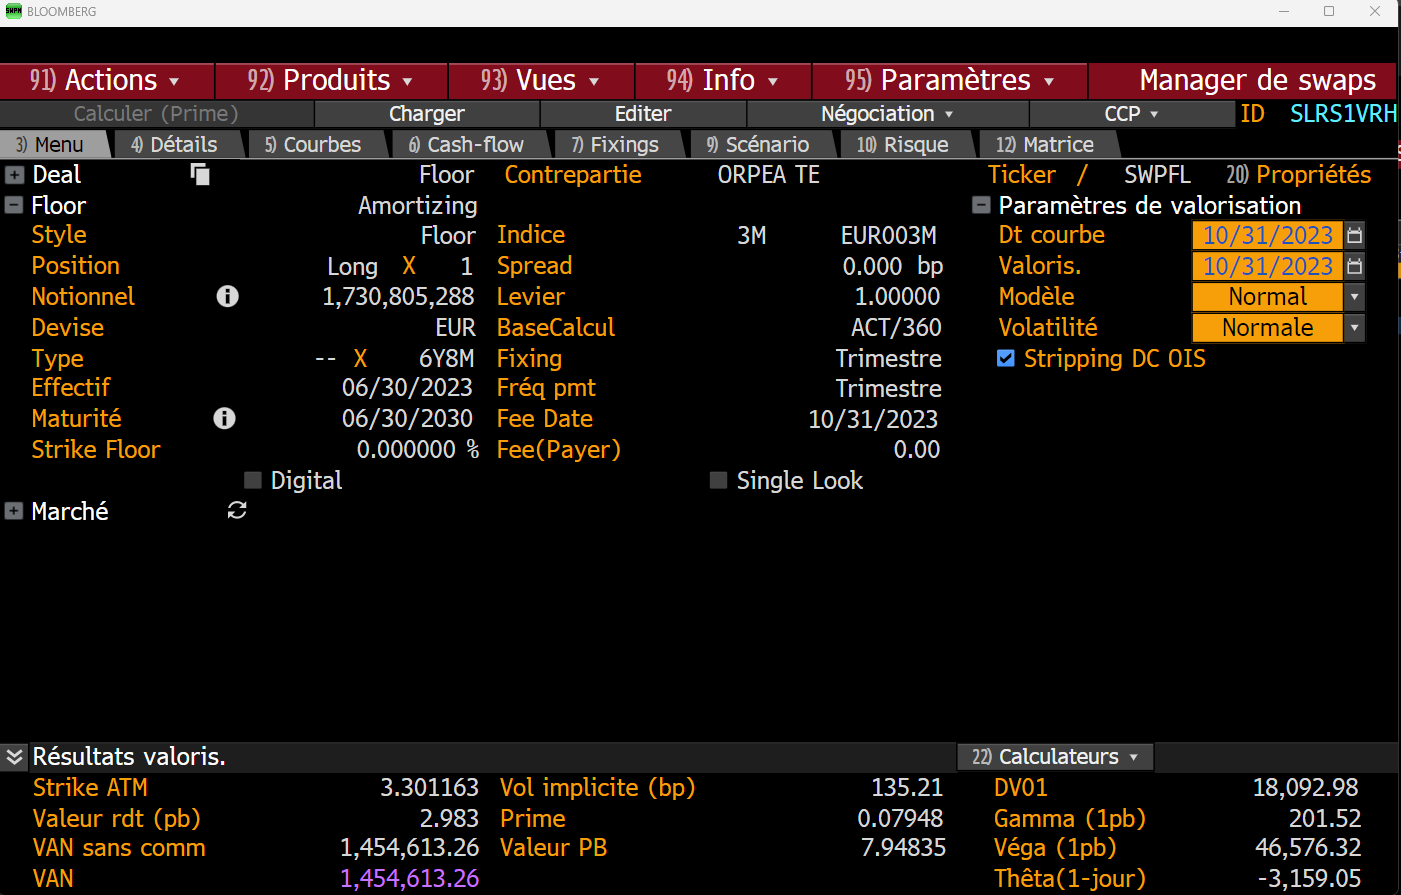 BLOOMBERG
91) Actions 92) Produits 93) Vues 94) Info 95) Paramètres Manager de swaps
Calculer (Prime) Charger Editer Négociation CCP ID SLRS1VRH
3) Menu 4) Détails 5) Courbes 6) Cash-flow 7) Fixings 9) Scénario 10) Risque 12) Matrice
Deal Floor Contrepartie ORPEA TE Ticker / SWPFL 20) Propriétés
Floor Amortizing Paramètres de valorisation
Style Floor Indice 3M EUR003M Dt courbe 10/31/2023
Position Long X 1 Spread 0.000 bp Valoris. 10/31/2023
Notionnel 1,730,805,288 Levier 1.00000 Modèle Normal
Devise EUR BaseCalcul ACT/360 Volatilité Normale
Type -- X 6Y8M Fixing Trimestre Stripping DC OIS
Effectif 06/30/2023 Fréq pmt Trimestre
Maturité 06/30/2030 Fee Date 10/31/2023
Strike Floor 0.000000 % Fee(Payer) 0.00
Digital Single Look
Marché
Résultats valoris. 22) Calculateurs
Strike ATM 3.301163 Vol implicite (bp) 135.21 DV01 18,092.98
Valeur rdt (pb) 2.983 Prime 0.07948 Gamma (1pb) 201.52
VAN sans comm 1,454,613.26 Valeur PB 7.94835 Véga (1pb) 46,576.32
VAN 1,454,613.26 Thêta(1-jour) -3,159.05